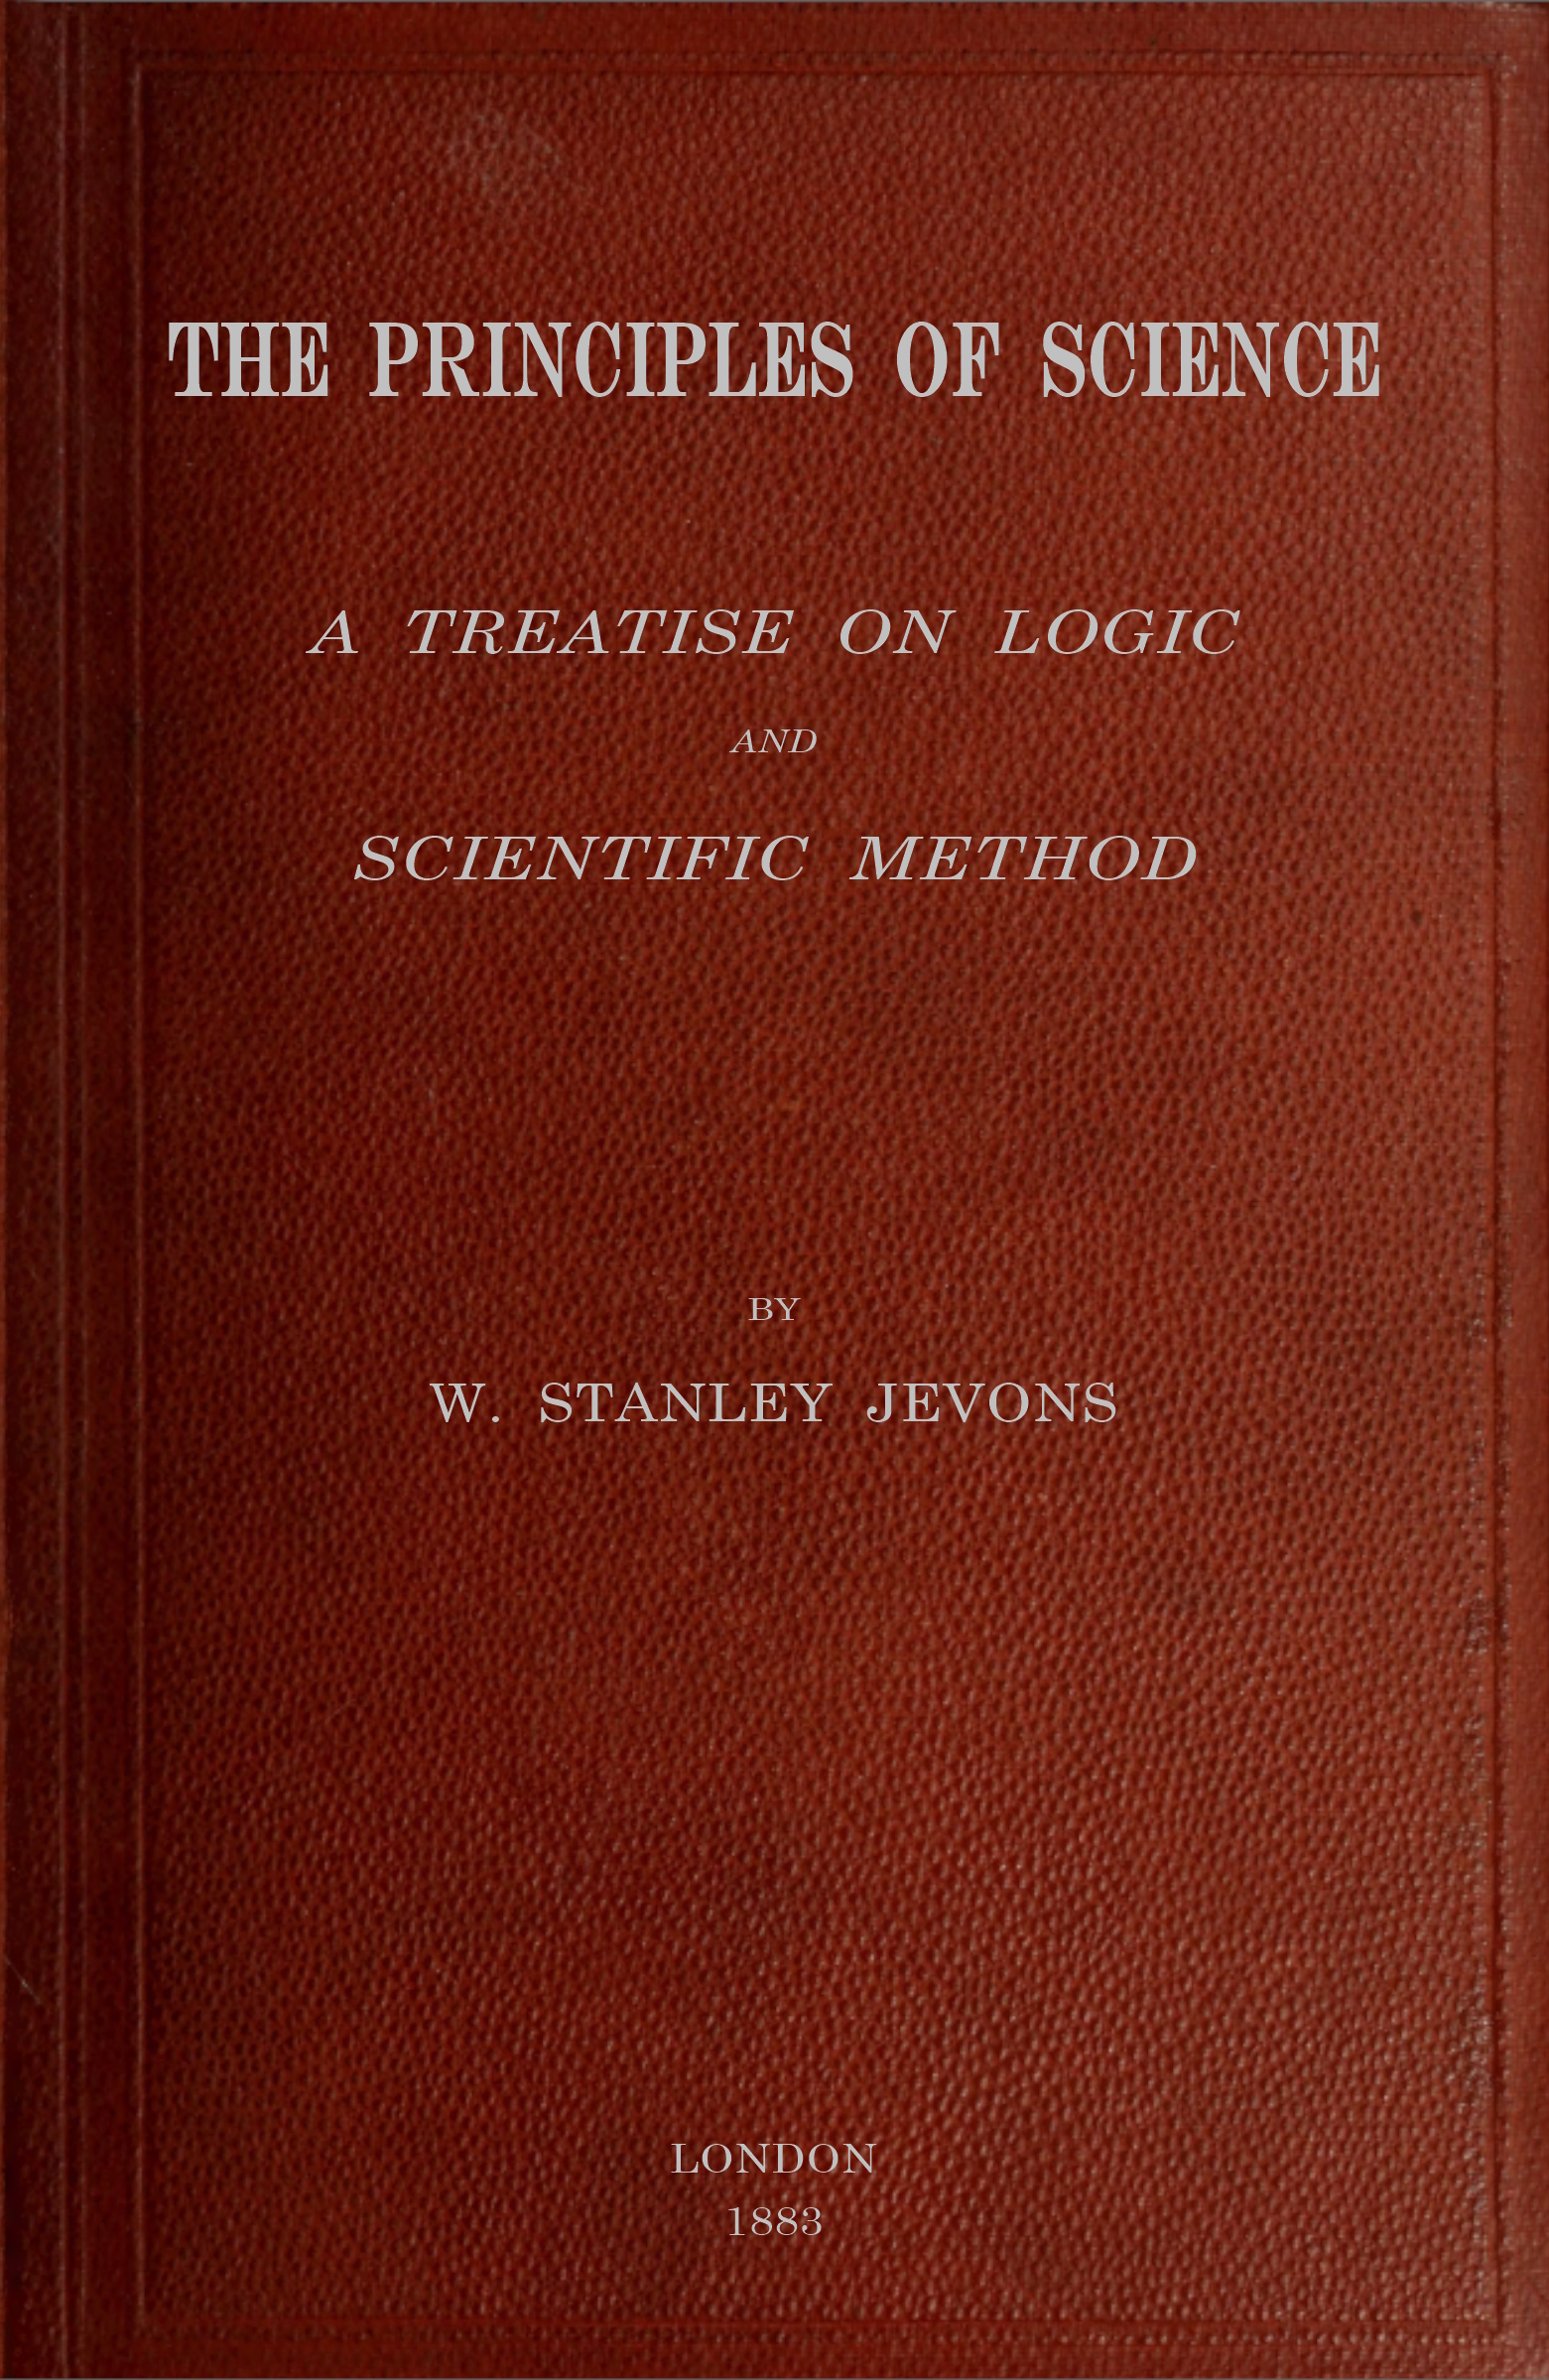 THE PRINCIPLES OF SCIENCE
A TREATISE ON LOGIC
AND
SCIENTIFIC METHOD
BY
W. STANLEY JEVONS
LONDON
1883